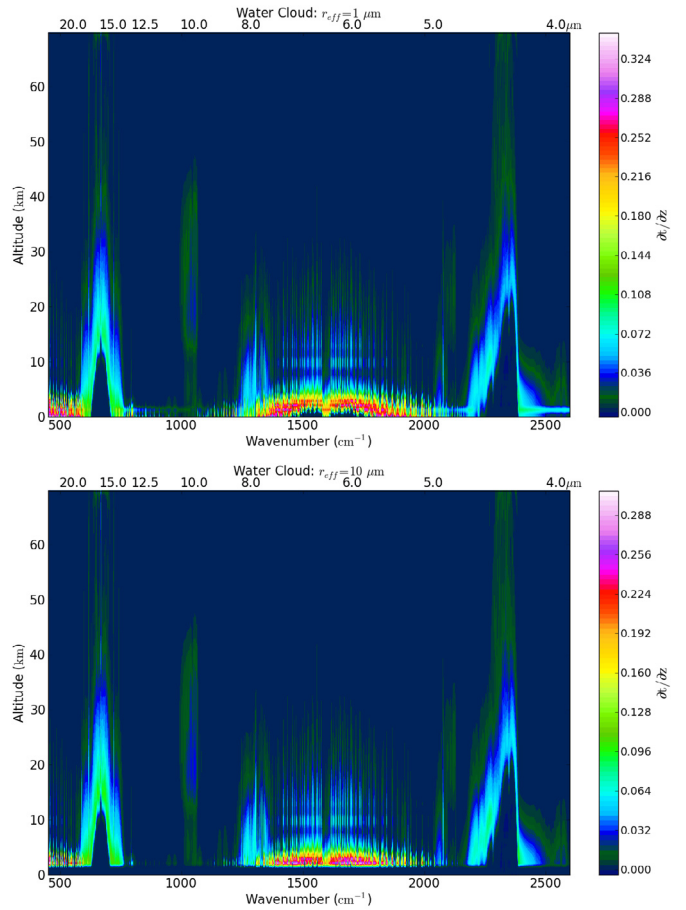 Water Cloud: r_eff=1 μm
20.0 15.0 12.5 10.0 8.0 6.0 5.0 4.0μm
70
60
50
40
30
20
10
0
Altitude (km)
500 1000 1500 2000 2500
Wavenumber (cm⁻¹)
0.324
0.288
0.252
0.216
0.180
0.144
0.108
0.072
0.036
0.000
∂t/∂z
Water Cloud: r_eff=10 μm
20.0 15.0 12.5 10.0 8.0 6.0 5.0 4.0μm
60
50
40
30
20
10
0
Altitude (km)
500 1000 1500 2000 2500
Wavenumber (cm⁻¹)
0.288
0.256
0.224
0.192
0.160
0.128
0.096
0.064
0.032
0.000
∂t/∂z